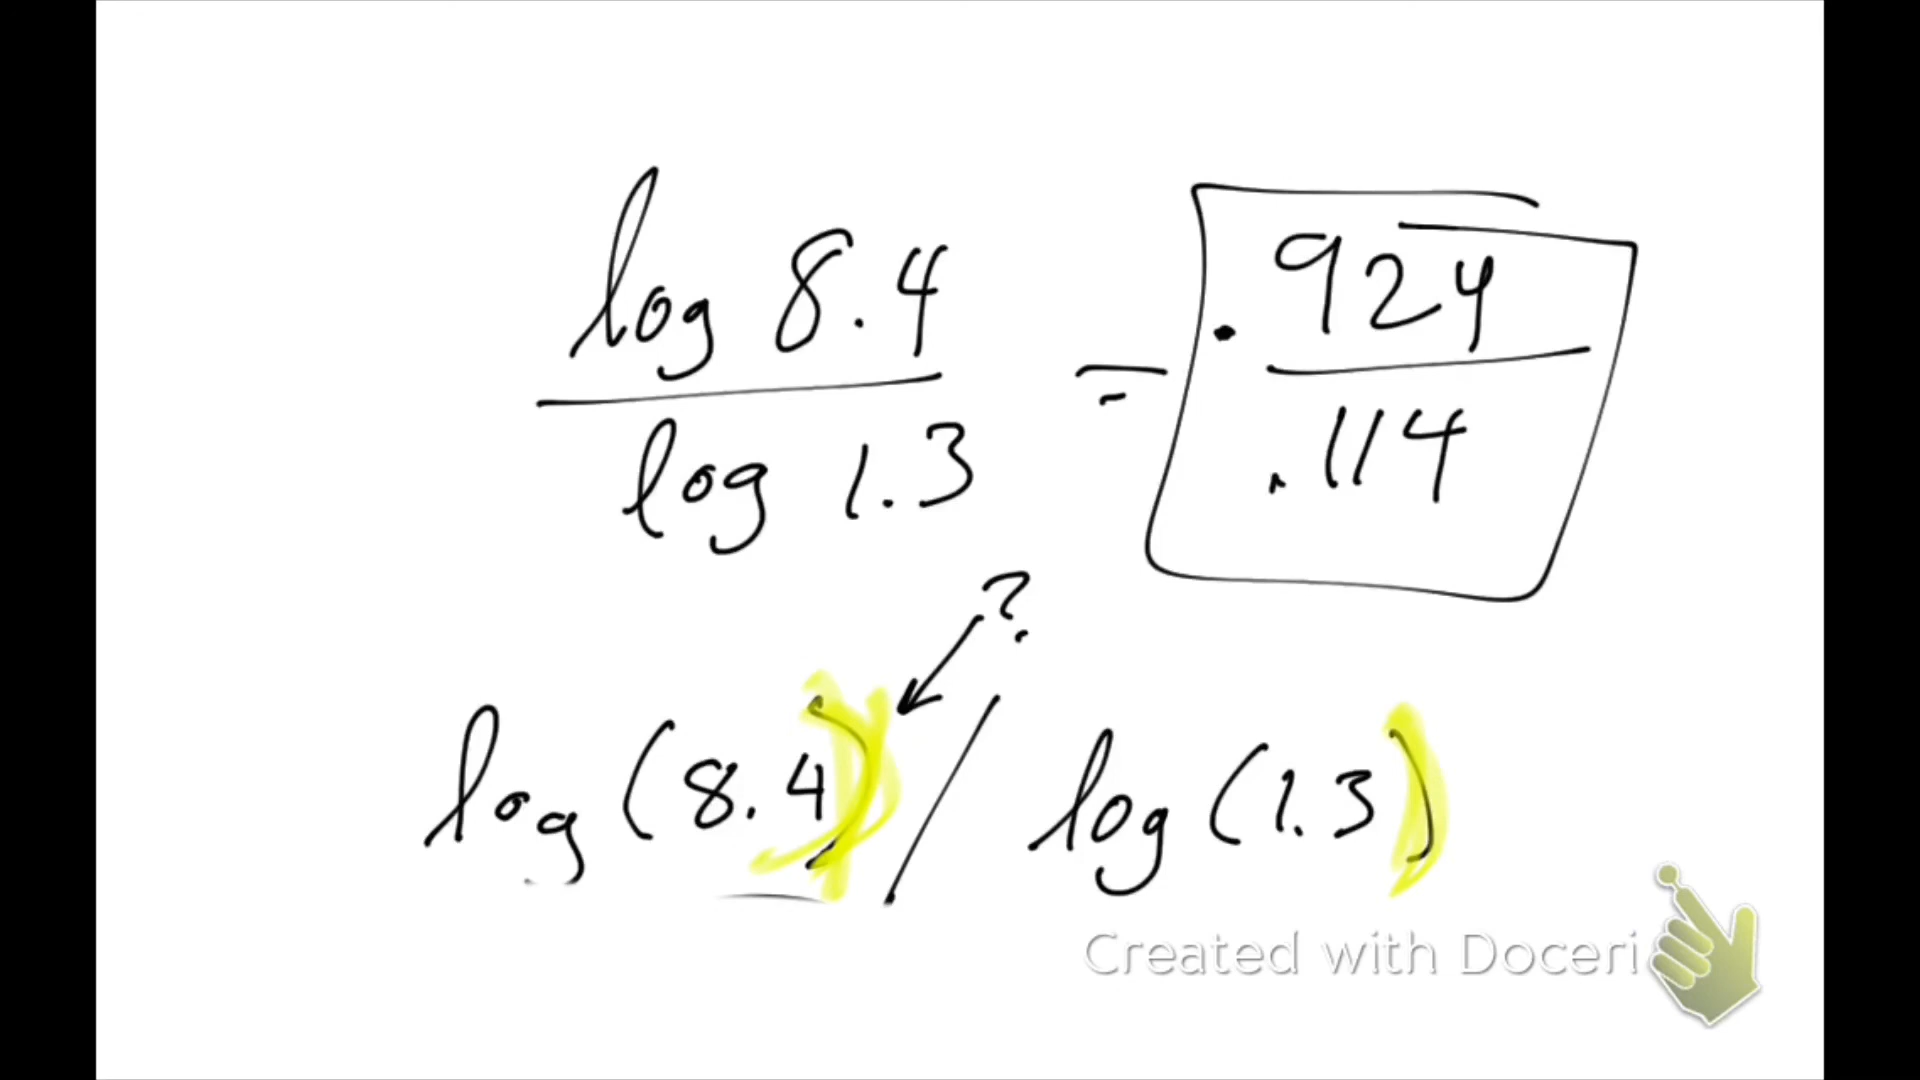 log 8.4 = .924
log 1.3 .114
?
log (8.4) / log (1.3)
Created with Doceri